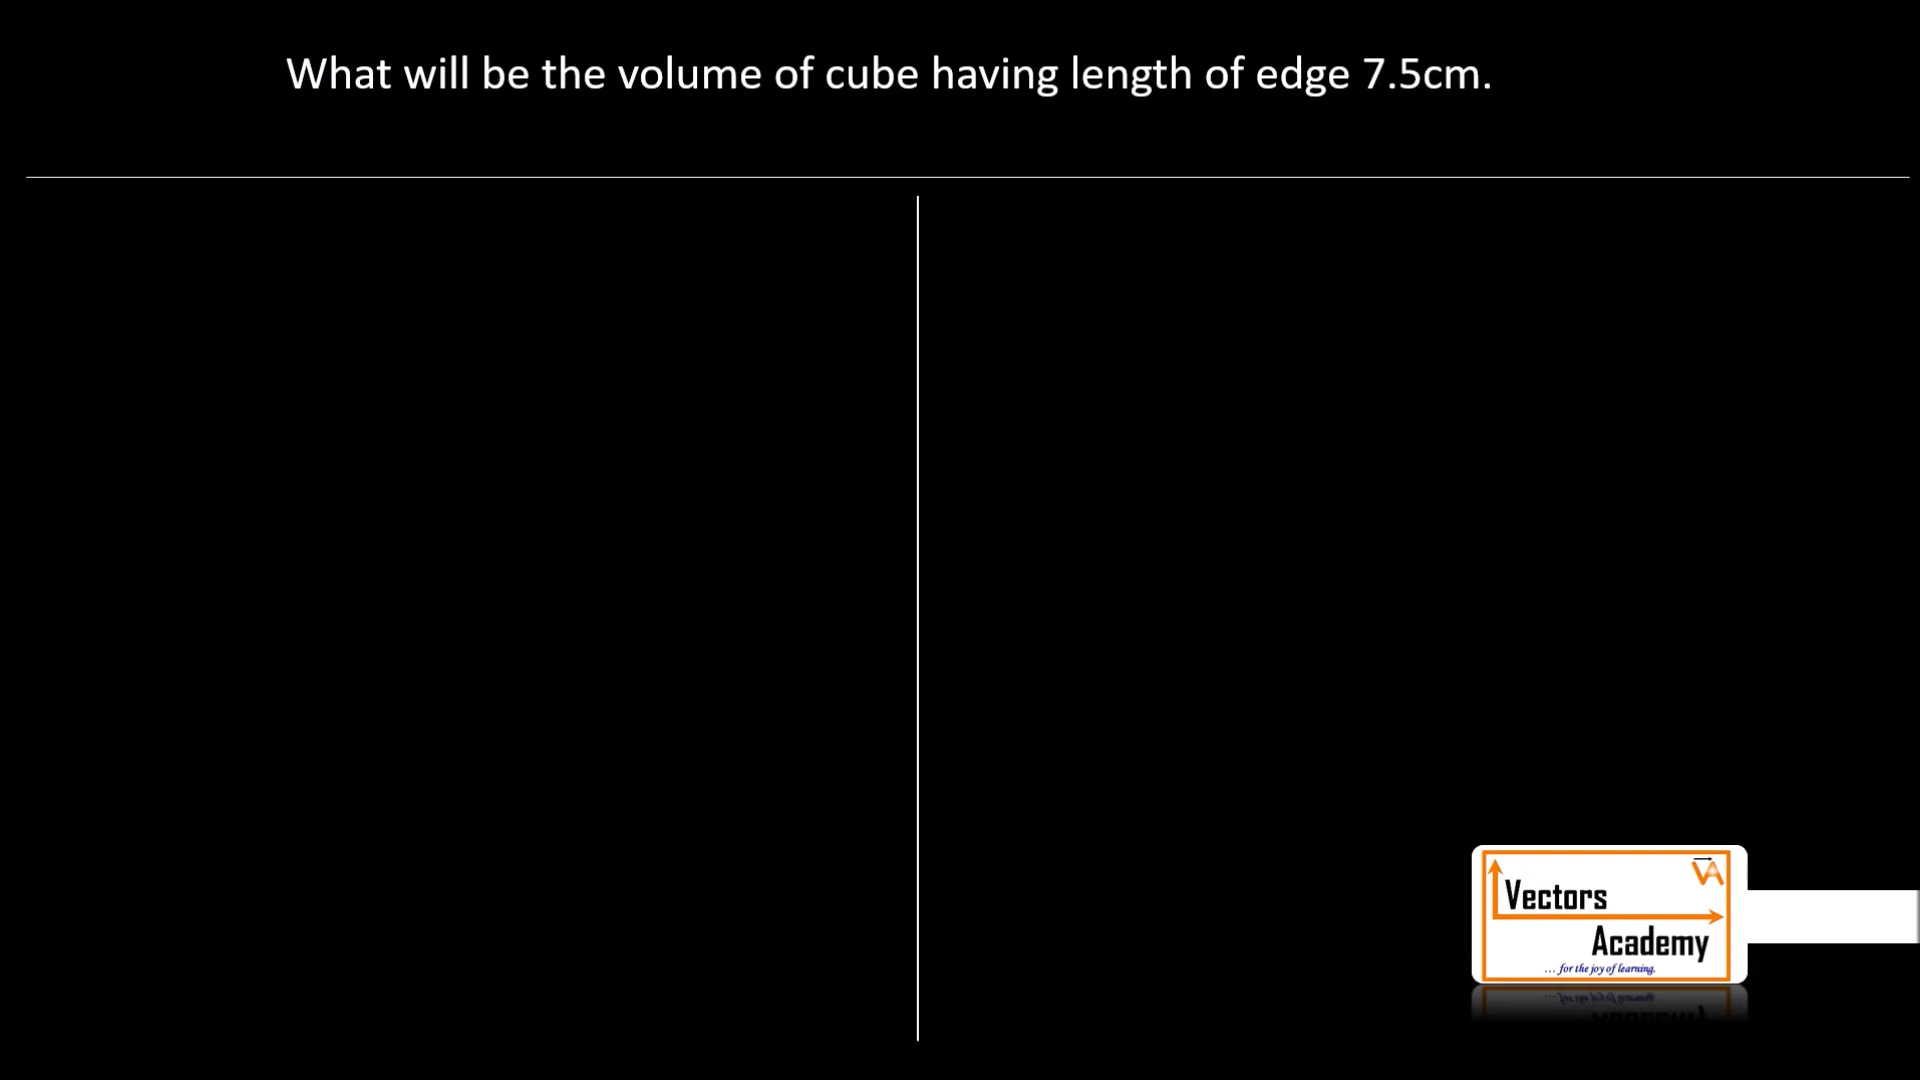 What will be the volume of cube having length of edge 7.5cm.
VA
Vectors
Academy
... for the joy of learning.